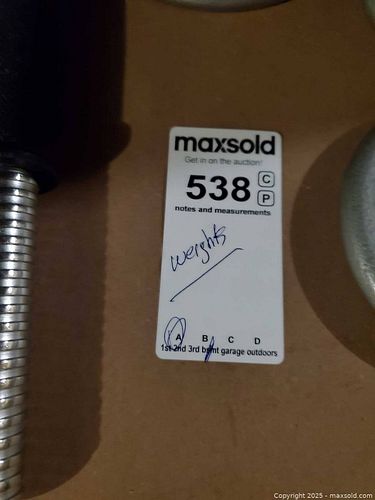 maxsold
Get in on the auction!
538 C
P
notes and measurements
weights
A B C D
1st 2nd 3rd bsmt garage outdoors
Copyright 2025 - maxsold.com